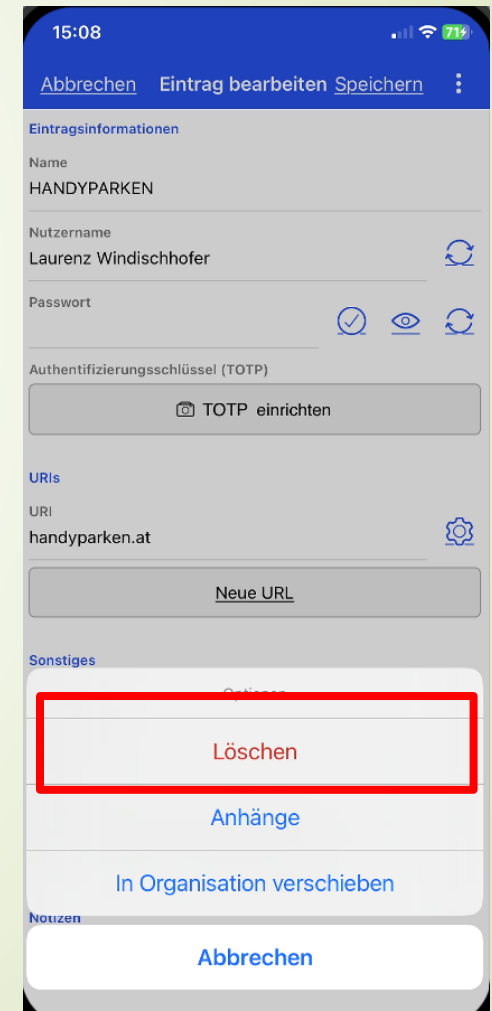 15:08
71
Abbrechen Eintrag bearbeiten Speichern
Eintragsinformationen
Name
HANDYPARKEN
Nutzername
Laurenz Windischhofer
Passwort
Authentifizierungsschlüssel (TOTP)
TOTP einrichten
URIs
URI
handyparken.at
Neue URL
Sonstiges
Optionen
Löschen
Anhänge
In Organisation verschieben
Notizen
Abbrechen